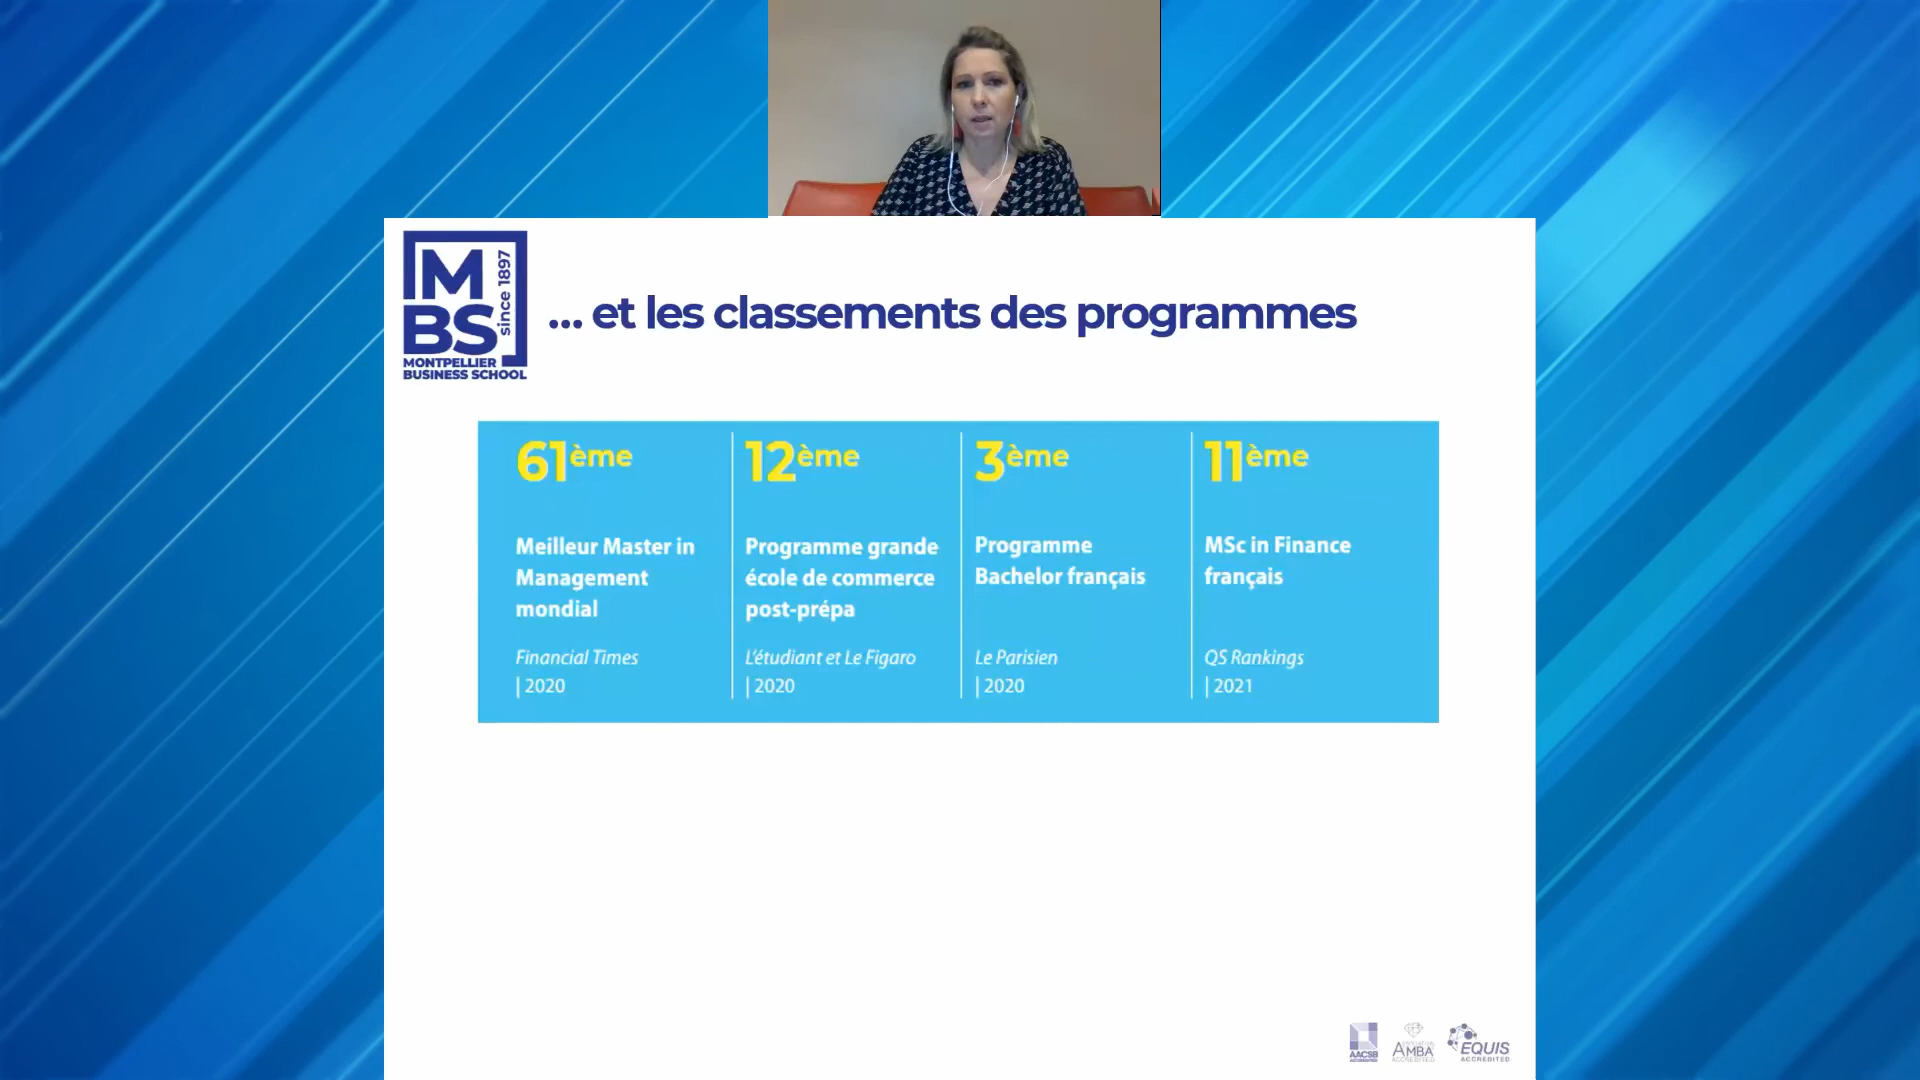 M
BS
since 1897
MONTPELLIER
BUSINESS SCHOOL
... et les classements des programmes
61ème
Meilleur Master in
Management
mondial
Financial Times
| 2020
12ème
Programme grande
école de commerce
post-prépa
L'étudiant et Le Figaro
| 2020
3ème
Programme
Bachelor français
Le Parisien
| 2020
11ème
MSc in Finance
français
QS Rankings
| 2021
AACSB
AMBA
EQUIS
ACCREDITED